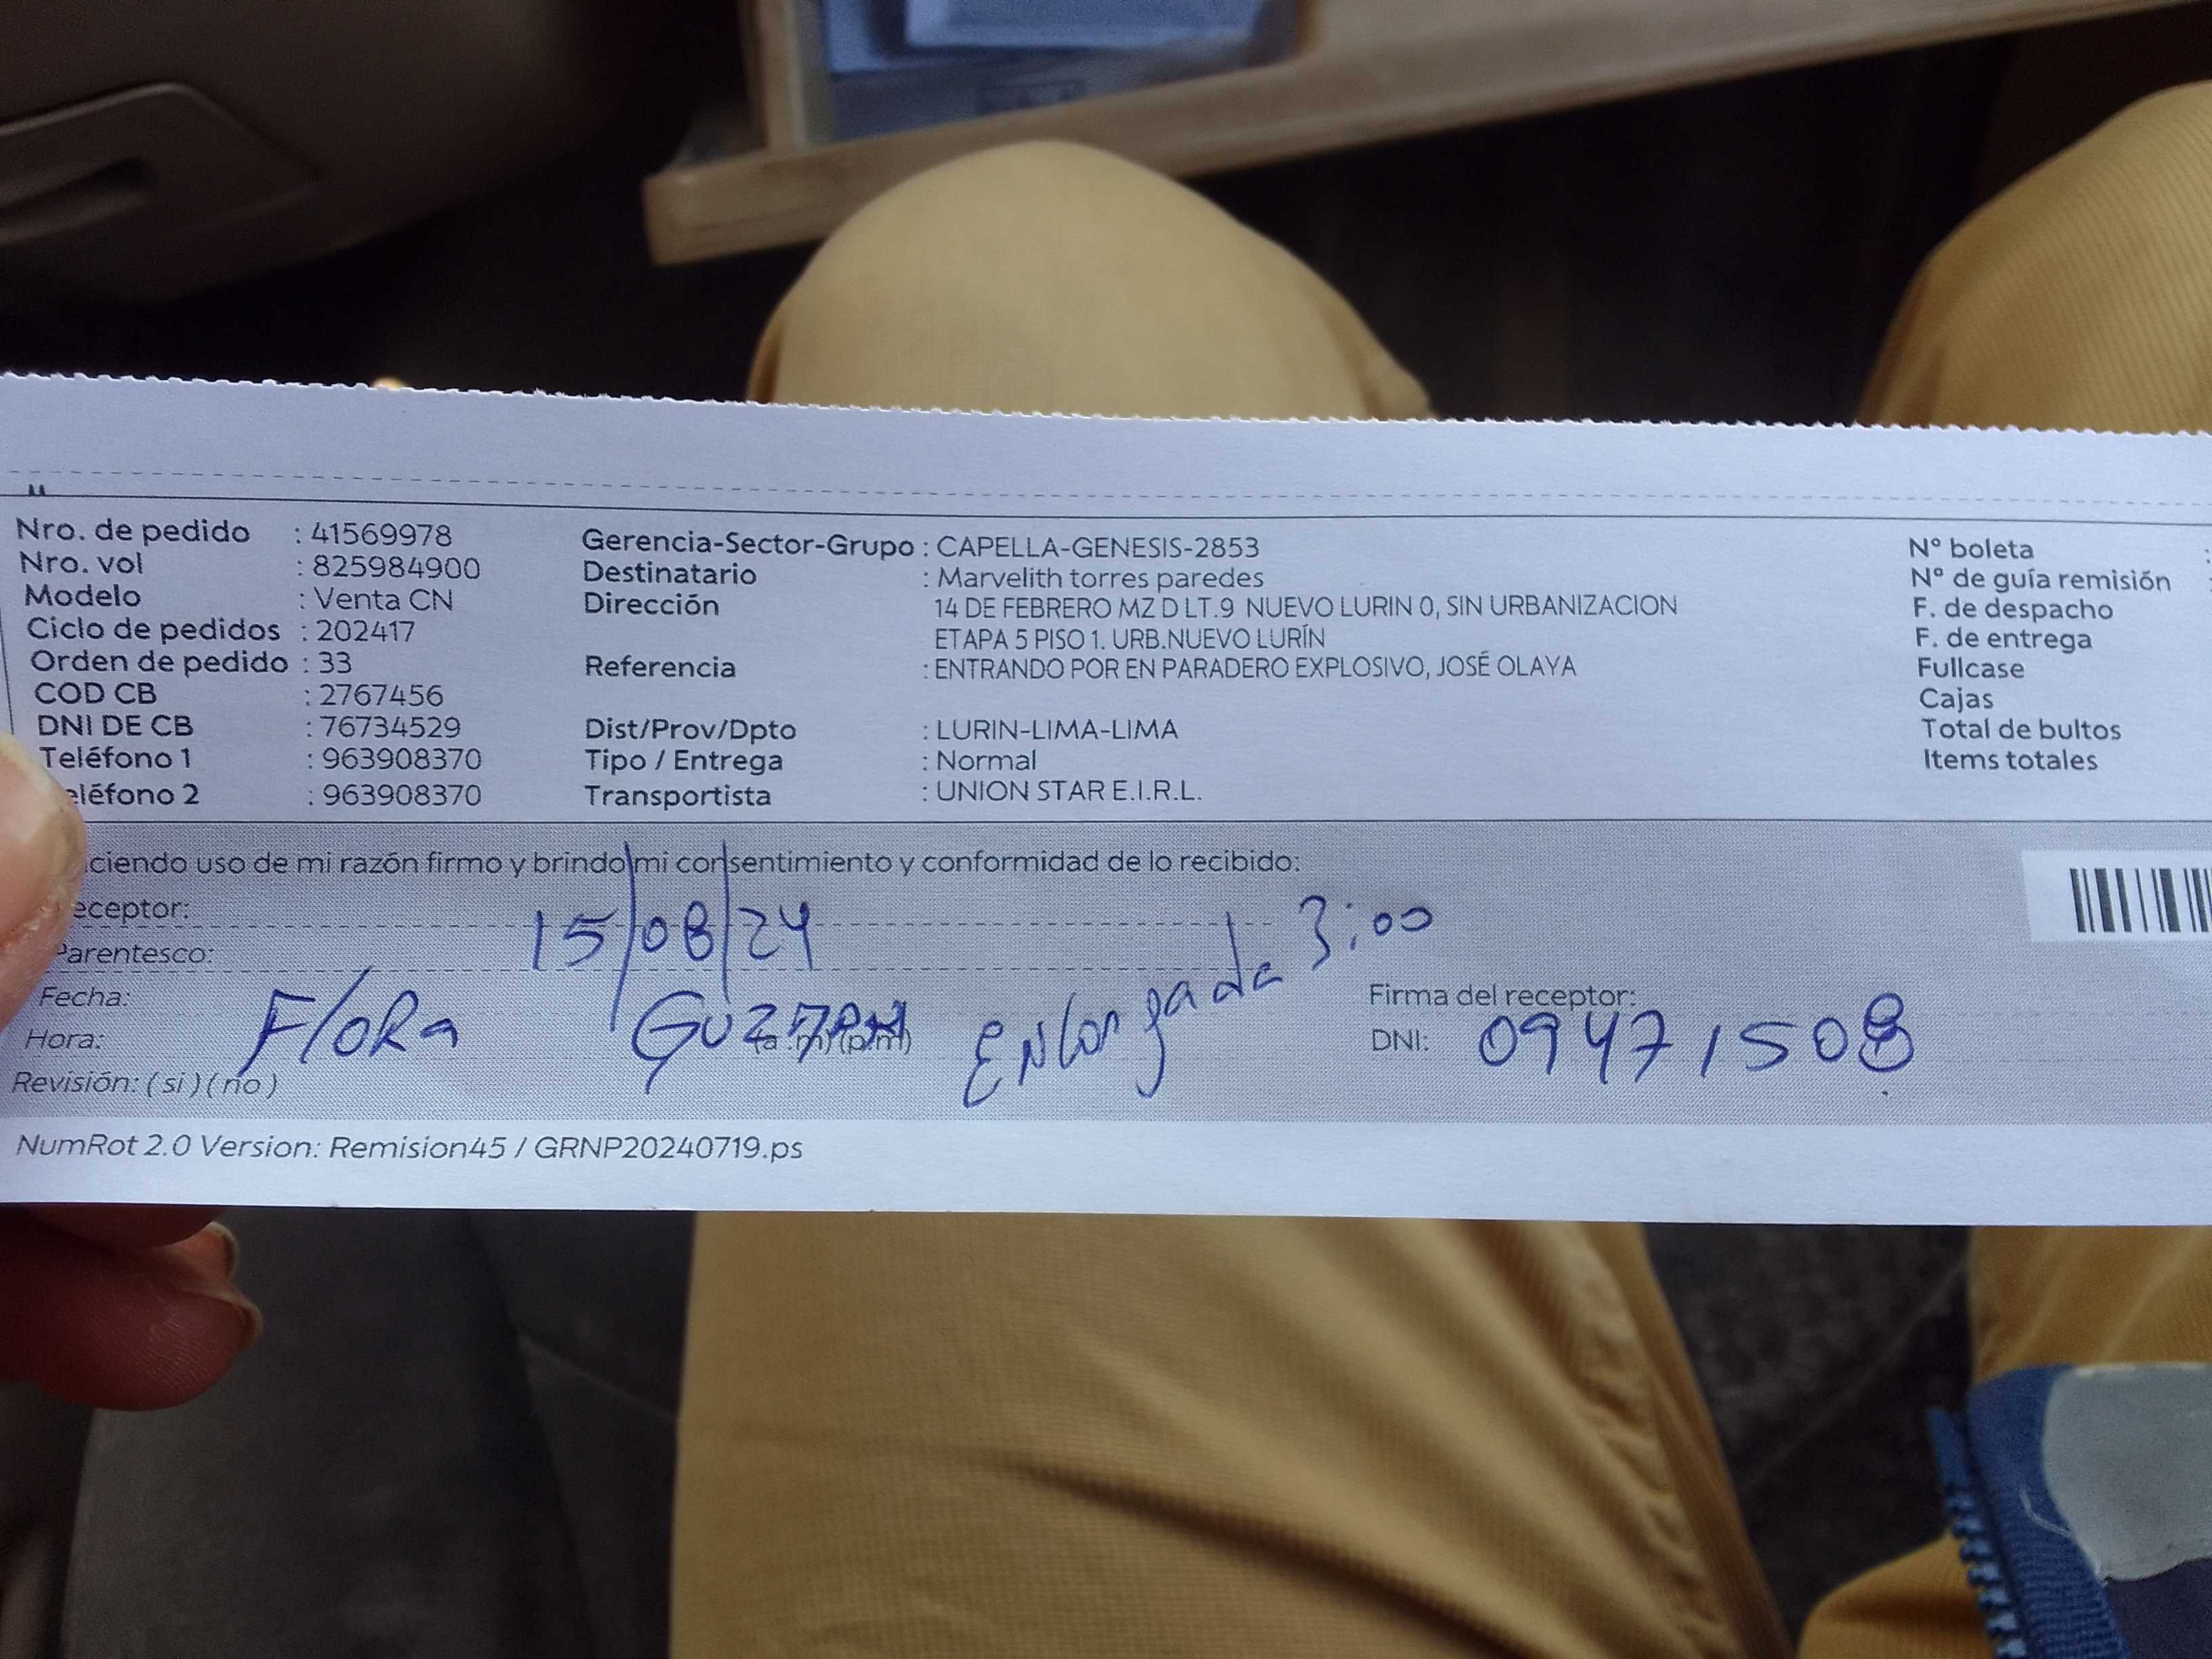 Nro. de pedido : 41569978
Nro. vol : 825984900
Modelo : Venta CN
Ciclo de pedidos : 202417
Orden de pedido : 33
COD CB : 2767456
DNI DE CB : 76734529
Teléfono 1 : 963908370
eléfono 2 : 963908370
Gerencia-Sector-Grupo : CAPELLA-GENESIS-2853
Destinatario : Marvelith torres paredes
Dirección 14 DE FEBRERO MZ D LT.9 NUEVO LURIN 0, SIN URBANIZACION
ETAPA 5 PISO 1. URB.NUEVO LURÍN
Referencia : ENTRANDO POR EN PARADERO EXPLOSIVO, JOSÉ OLAYA
Dist/Prov/Dpto : LURIN-LIMA-LIMA
Tipo / Entrega : Normal
Transportista : UNION STAR E.I.R.L.
N° boleta :
N° de guía remisión
F. de despacho
F. de entrega
Fullcase
Cajas
Total de bultos
Items totales
ciendo uso de mi razón firmo y brindo mi consentimiento y conformidad de lo recibido:
eceptor:
Parentesco: 15/08/24 3:00
Fecha:
Hora: FloRa
Revisión: (si) (no)
Firma del receptor:
DNI: 09471508
NumRot 2.0 Version: Remision45 / GRNP20240719.ps